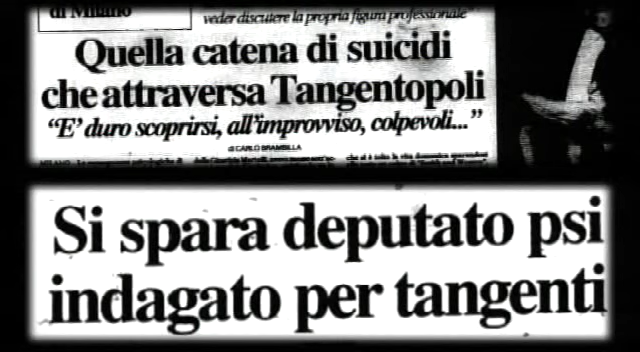 di Milano
veder discutere la propria figura professionale"
Quella catena di suicidi
che attraversa Tangentopoli
“E’ duro scoprirsi, all’improvviso, colpevoli...”
di CARLO BRAMBILLA
Si spara deputato psi
indagato per tangenti